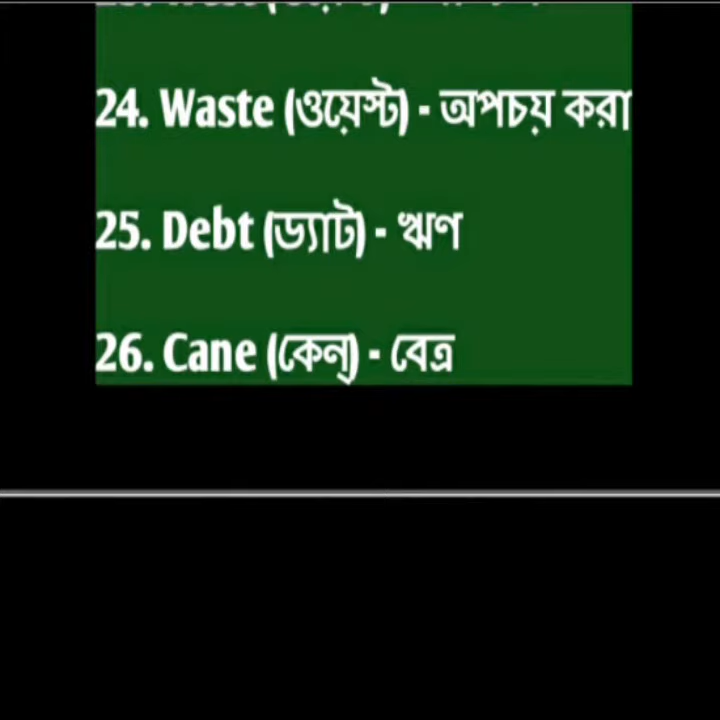 24. Waste (ওয়েস্ট) - অপচয় করা
25. Debt (ড্যাট) - ঋণ
26. Cane (কেন্) - বেত্র